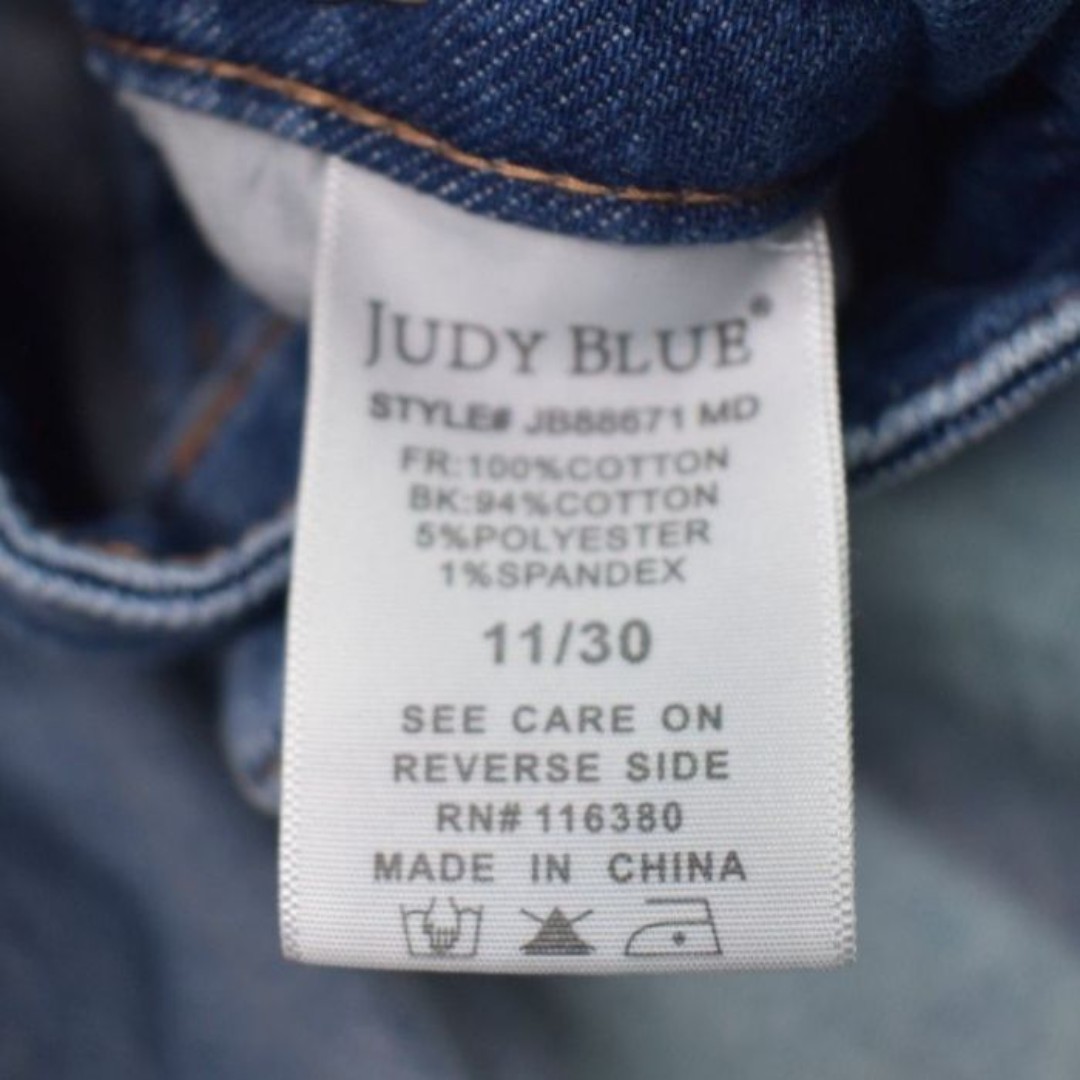 JUDY BLUE®
STYLE# JB88671 MD
FR:100%COTTON
BK:94%COTTON
5%POLYESTER
1%SPANDEX
11/30
SEE CARE ON
REVERSE SIDE
RN# 116380
MADE IN CHINA